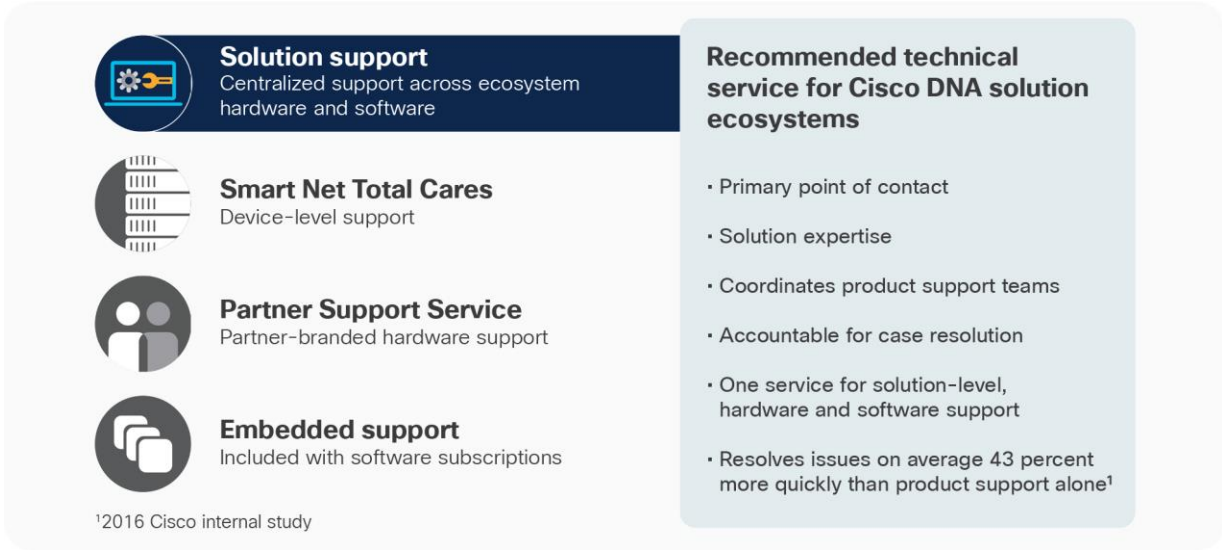 Solution support
Centralized support across ecosystem
hardware and software
Smart Net Total Cares
Device-level support
Partner Support Service
Partner-branded hardware support
Embedded support
Included with software subscriptions
¹2016 Cisco internal study
Recommended technical
service for Cisco DNA solution
ecosystems
· Primary point of contact
· Solution expertise
· Coordinates product support teams
· Accountable for case resolution
· One service for solution-level,
hardware and software support
· Resolves issues on average 43 percent
more quickly than product support alone¹